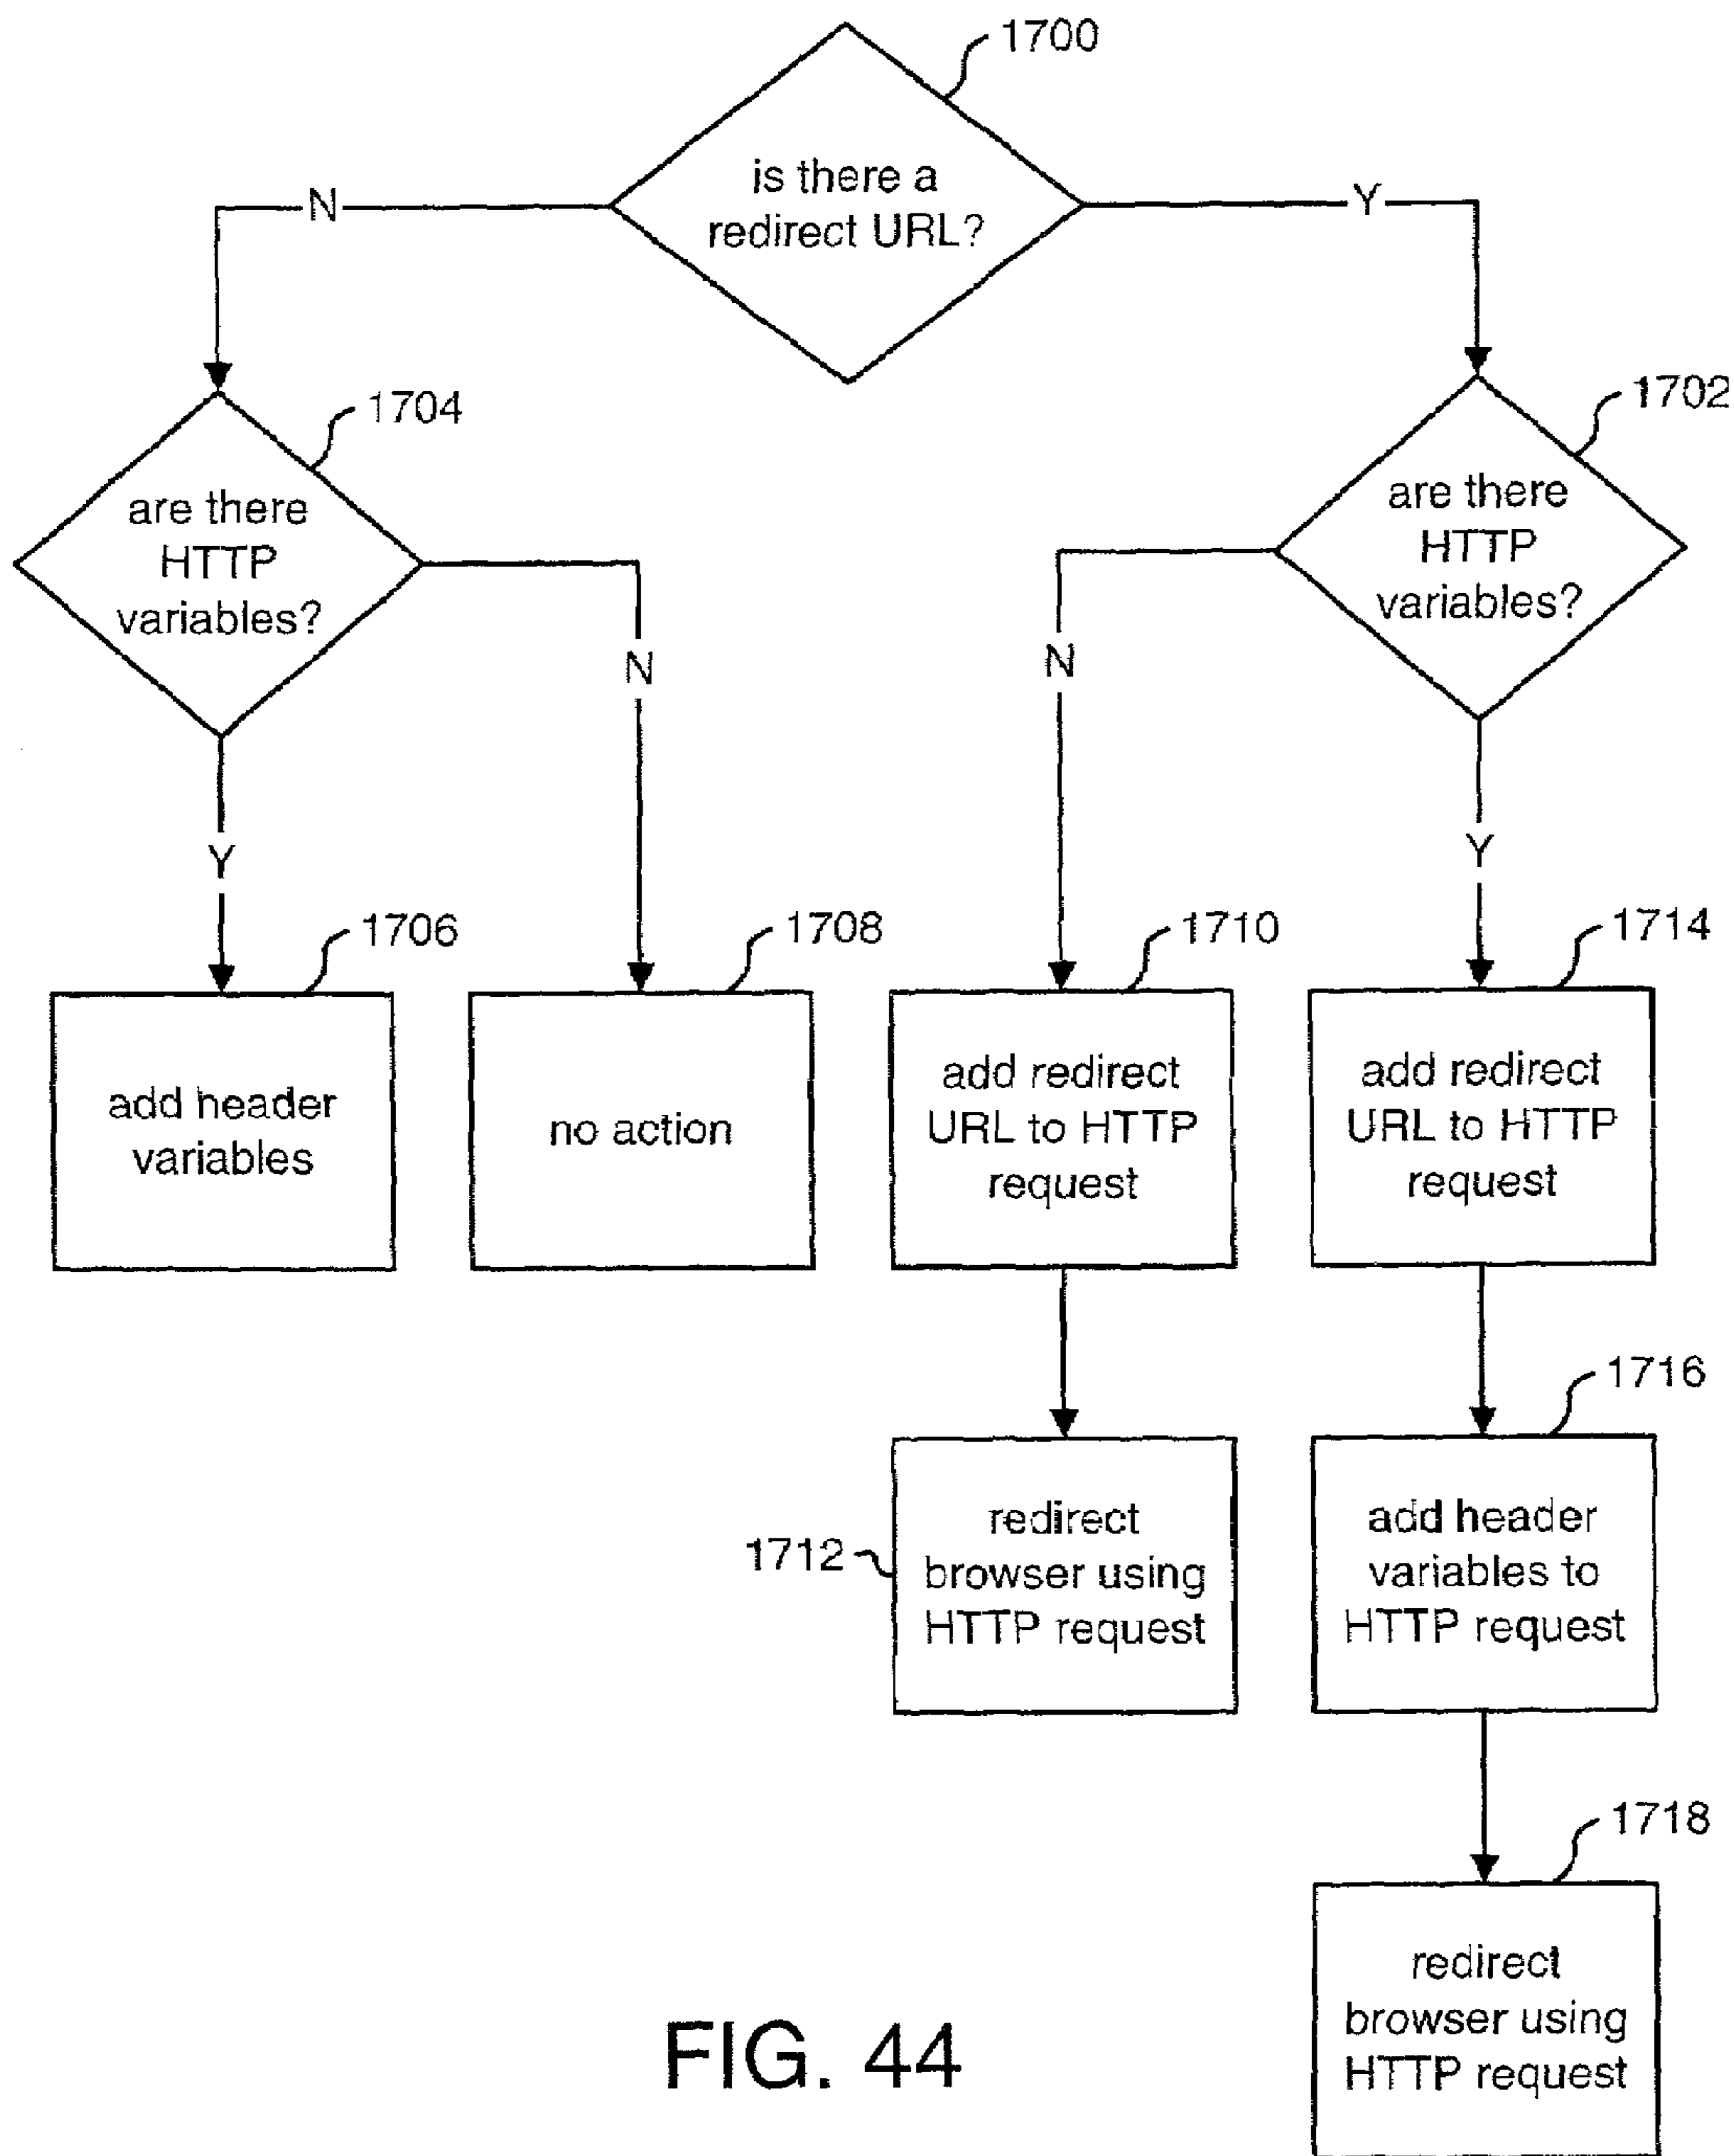 1700
is there a
redirect URL?
N
Y
1704
1702
are there
HTTP
variables?
are there
HTTP
variables?
N
N
Y
Y
1706
1708
1710
1714
add header
variables
no action
add redirect
URL to HTTP
request
add redirect
URL to HTTP
request
1716
1712
redirect
browser using
HTTP request
add header
variables to
HTTP request
1718
redirect
browser using
HTTP request
FIG. 44